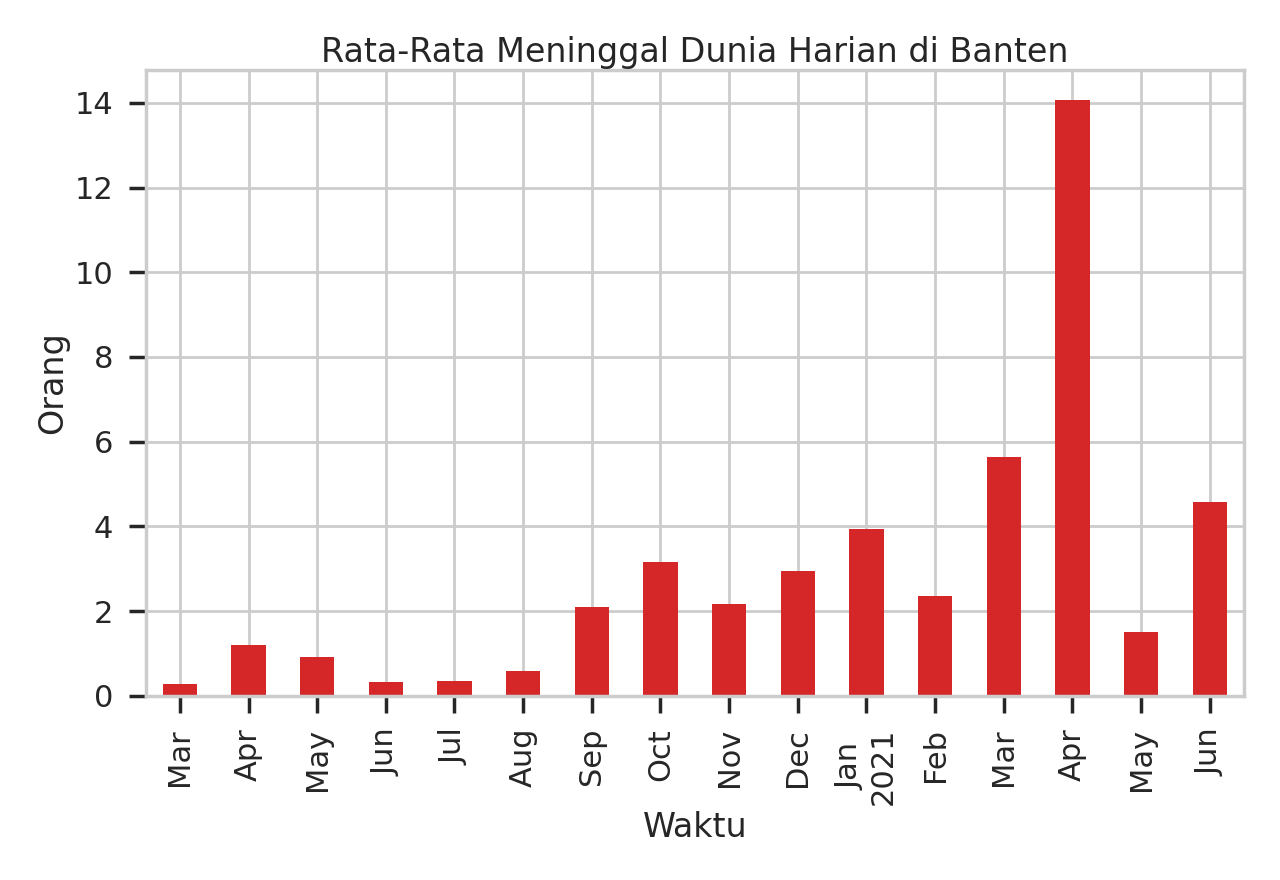 Rata-Rata Meninggal Dunia Harian di Banten
14
12
10
8
6
4
2
0
Orang
Mar
Apr
May
Jun
Jul
Aug
Sep
Oct
Nov
Dec
Jan
2021
Feb
Mar
Apr
May
Jun
Waktu